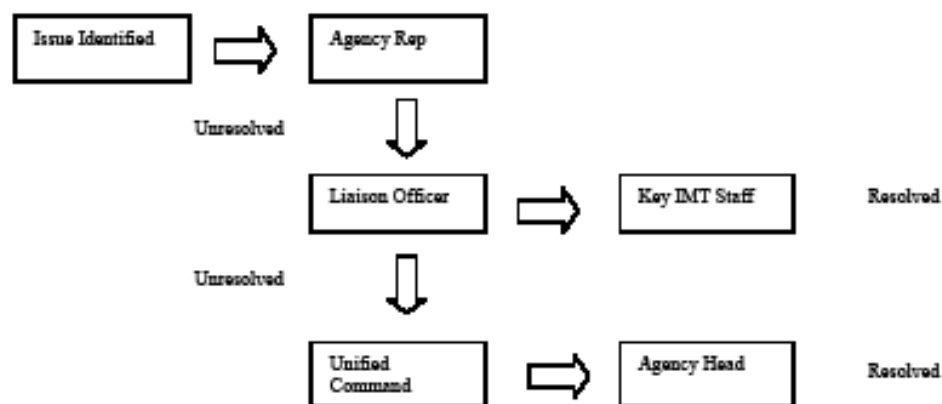 Issue Identified
Agency Rep
Unresolved
Liaison Officer
Key IMT Staff
Resolved
Unresolved
Unified
Command
Agency Head
Resolved